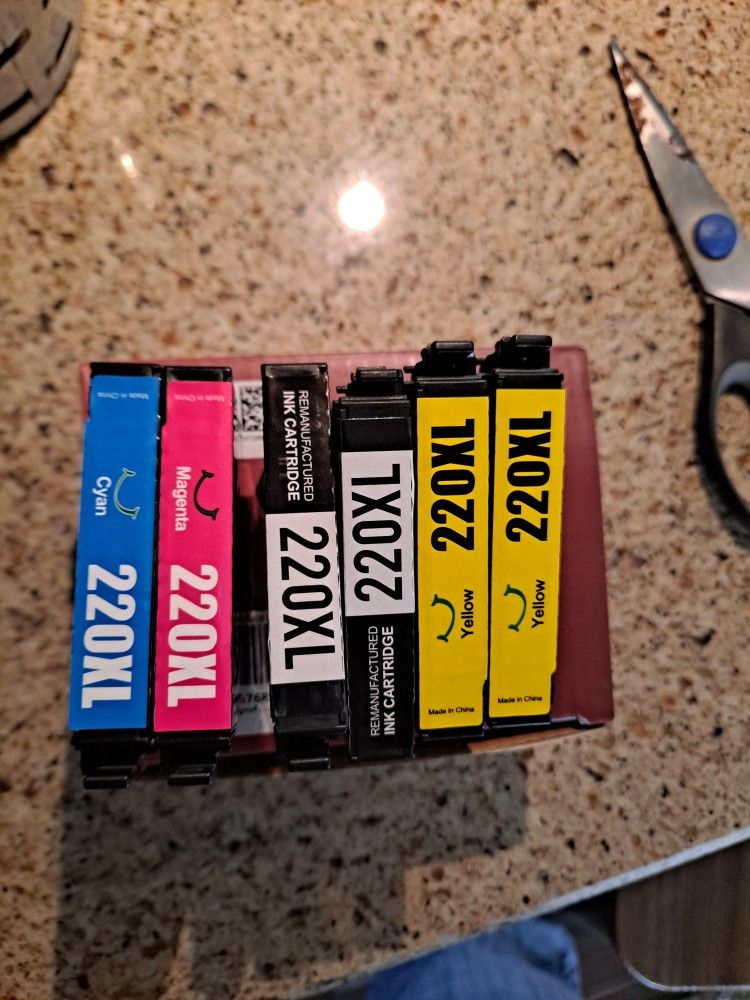 Made in China
Cyan
220XL
Made in China
Magenta
220XL
REMANUFACTURED
INK CARTRIDGE
220XL
REMANUFACTURED
INK CARTRIDGE
220XL
220XL
Yellow
Made in China
220XL
Yellow
Made in China